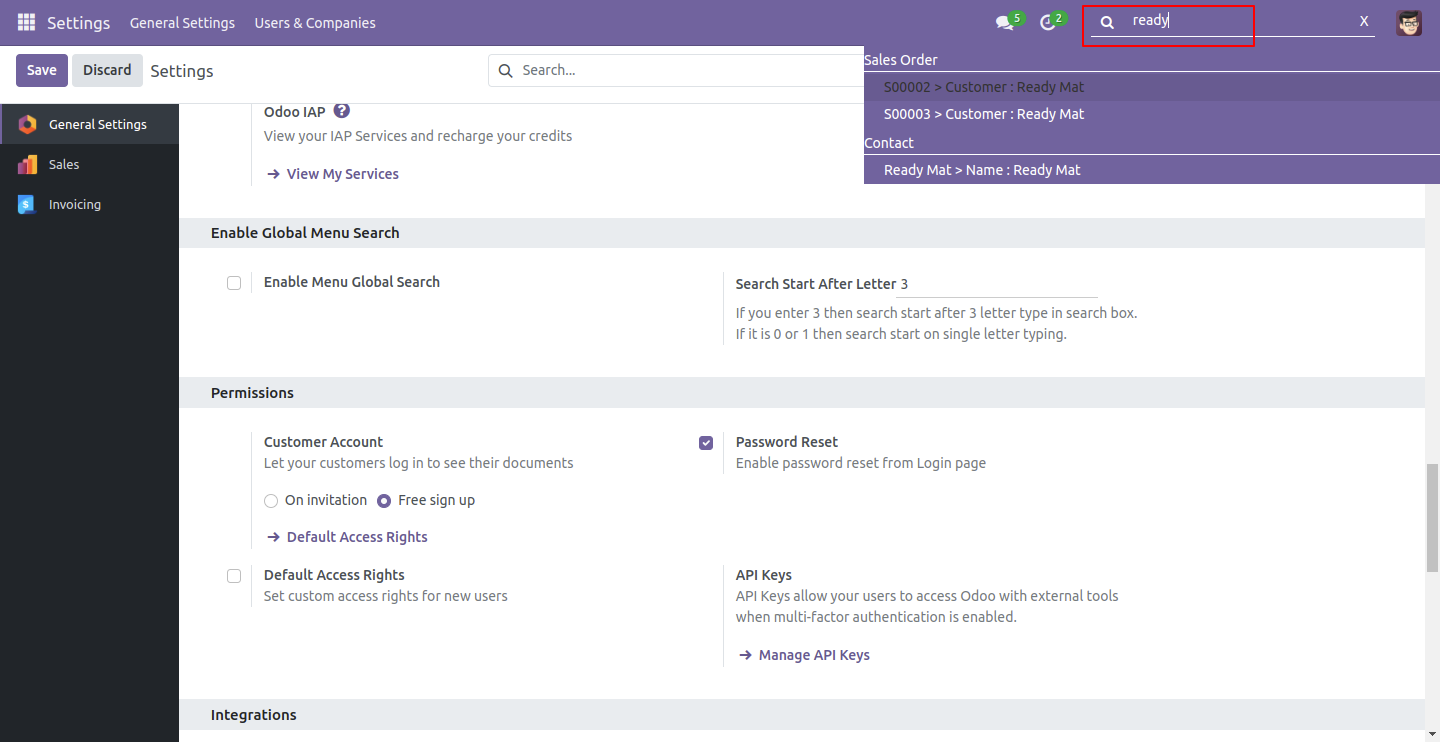 Settings General Settings Users & Companies 5 2 ready X
Save Discard Settings Search...
Sales Order
S00002 > Customer : Ready Mat
S00003 > Customer : Ready Mat
Contact
Ready Mat > Name : Ready Mat
General Settings
Sales
Invoicing
Odoo IAP ?
View your IAP Services and recharge your credits
View My Services
Enable Global Menu Search
Enable Menu Global Search
Search Start After Letter 3
If you enter 3 then search start after 3 letter type in search box.
If it is 0 or 1 then search start on single letter typing.
Permissions
Customer Account
Let your customers log in to see their documents
On invitation Free sign up
Default Access Rights
Password Reset
Enable password reset from Login page
Default Access Rights
Set custom access rights for new users
API Keys
API Keys allow your users to access Odoo with external tools
when multi-factor authentication is enabled.
Manage API Keys
Integrations